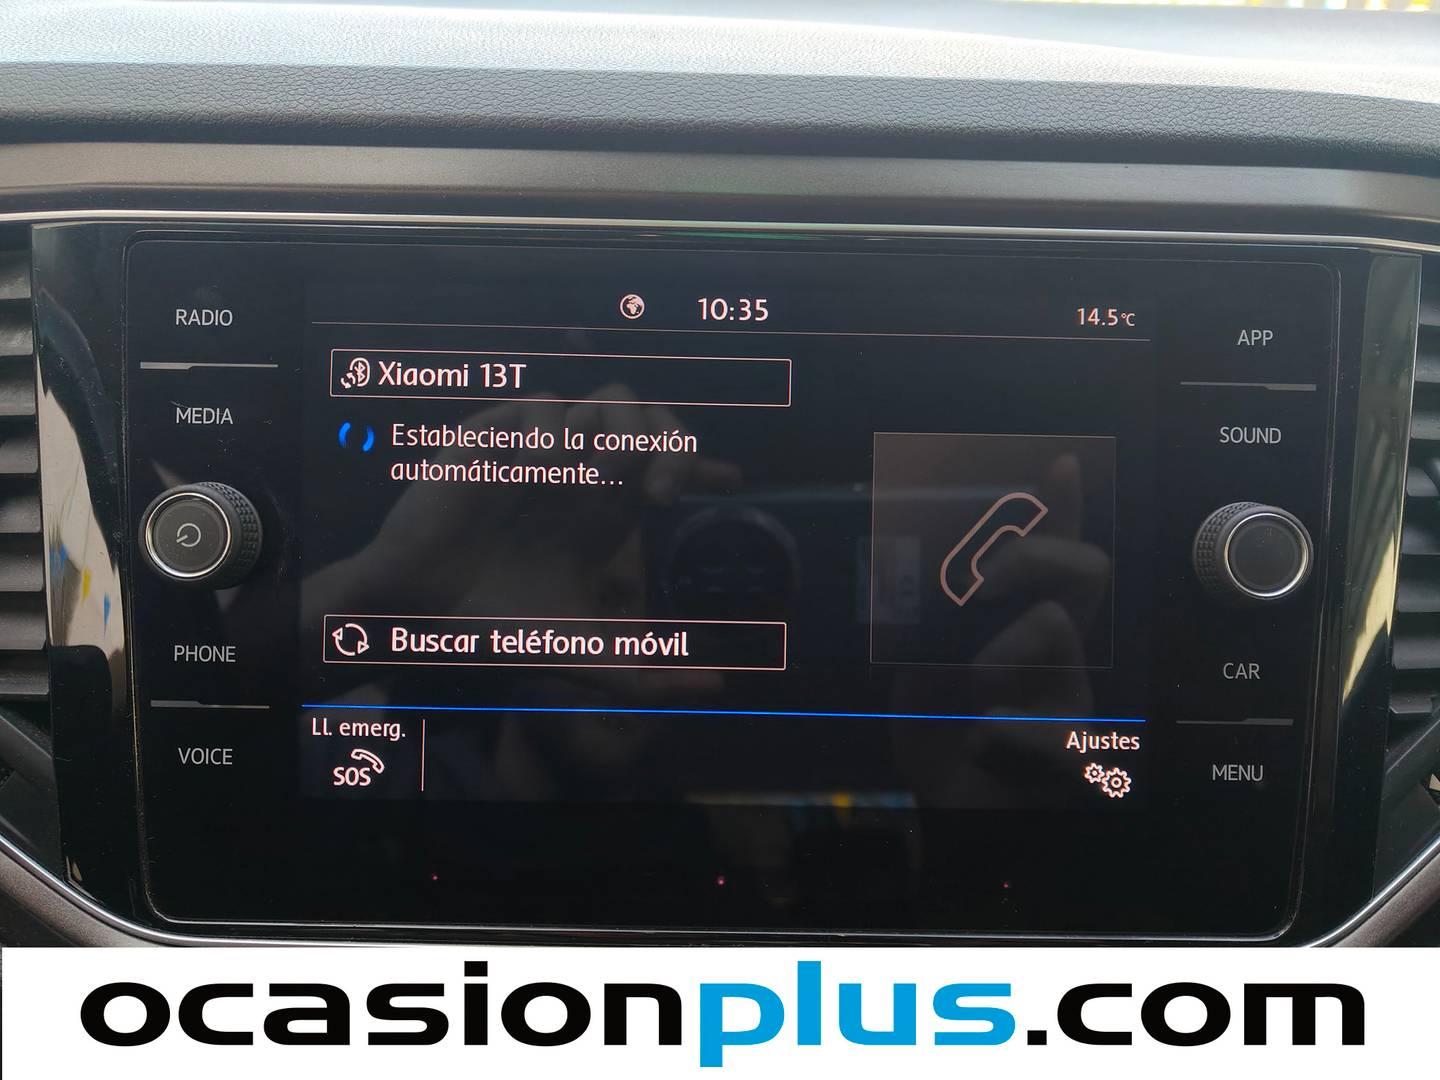 RADIO
MEDIA
PHONE
VOICE
10:35
14.5°C
Xiaomi 13T
Estableciendo la conexión
automáticamente...
Buscar teléfono móvil
Ll. emerg.
SOS
Ajustes
APP
SOUND
CAR
MENU
ocasionplus.com